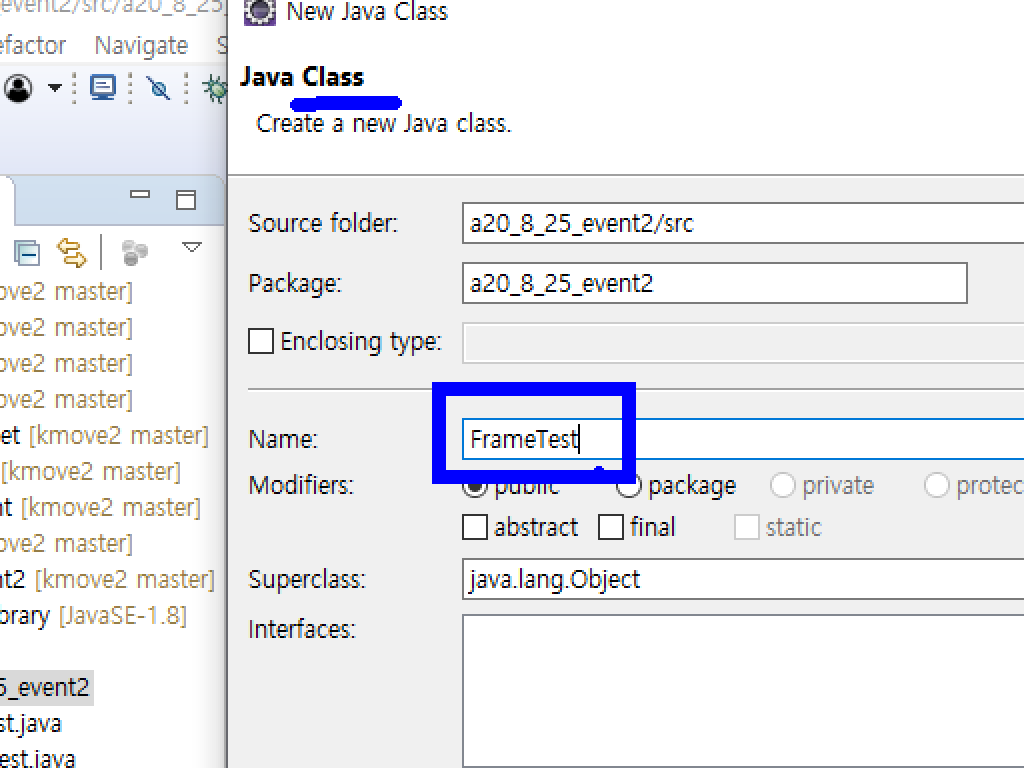 event2/src/a20_8_25_
New Java Class
efactor Navigate S
Java Class
Create a new Java class.
Source folder: a20_8_25_event2/src
Package: a20_8_25_event2
Enclosing type:
Name: FrameTest
Modifiers: public package private protec
abstract final static
Superclass: java.lang.Object
Interfaces:
ove2 master]
ove2 master]
ove2 master]
ove2 master]
et [kmove2 master]
[kmove2 master]
nt [kmove2 master]
ove2 master]
nt2 [kmove2 master]
brary [JavaSE-1.8]
5_event2
st.java
est.java